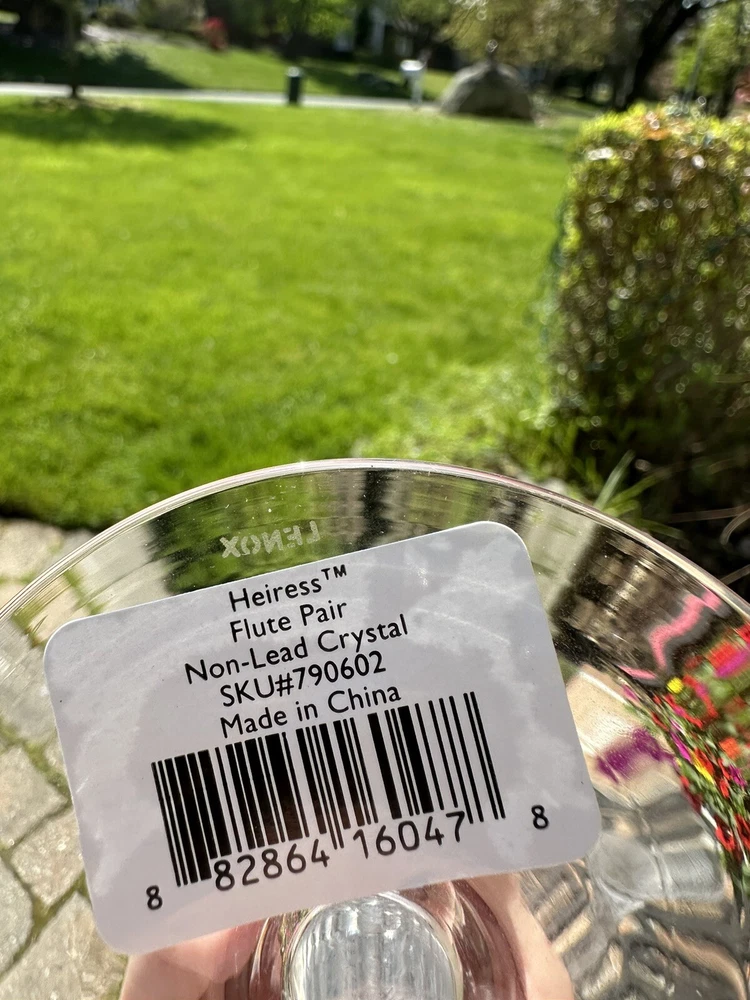 LENOX
Heiress™
Flute Pair
Non-Lead Crystal
SKU#790602
Made in China
8 82864 16047 8